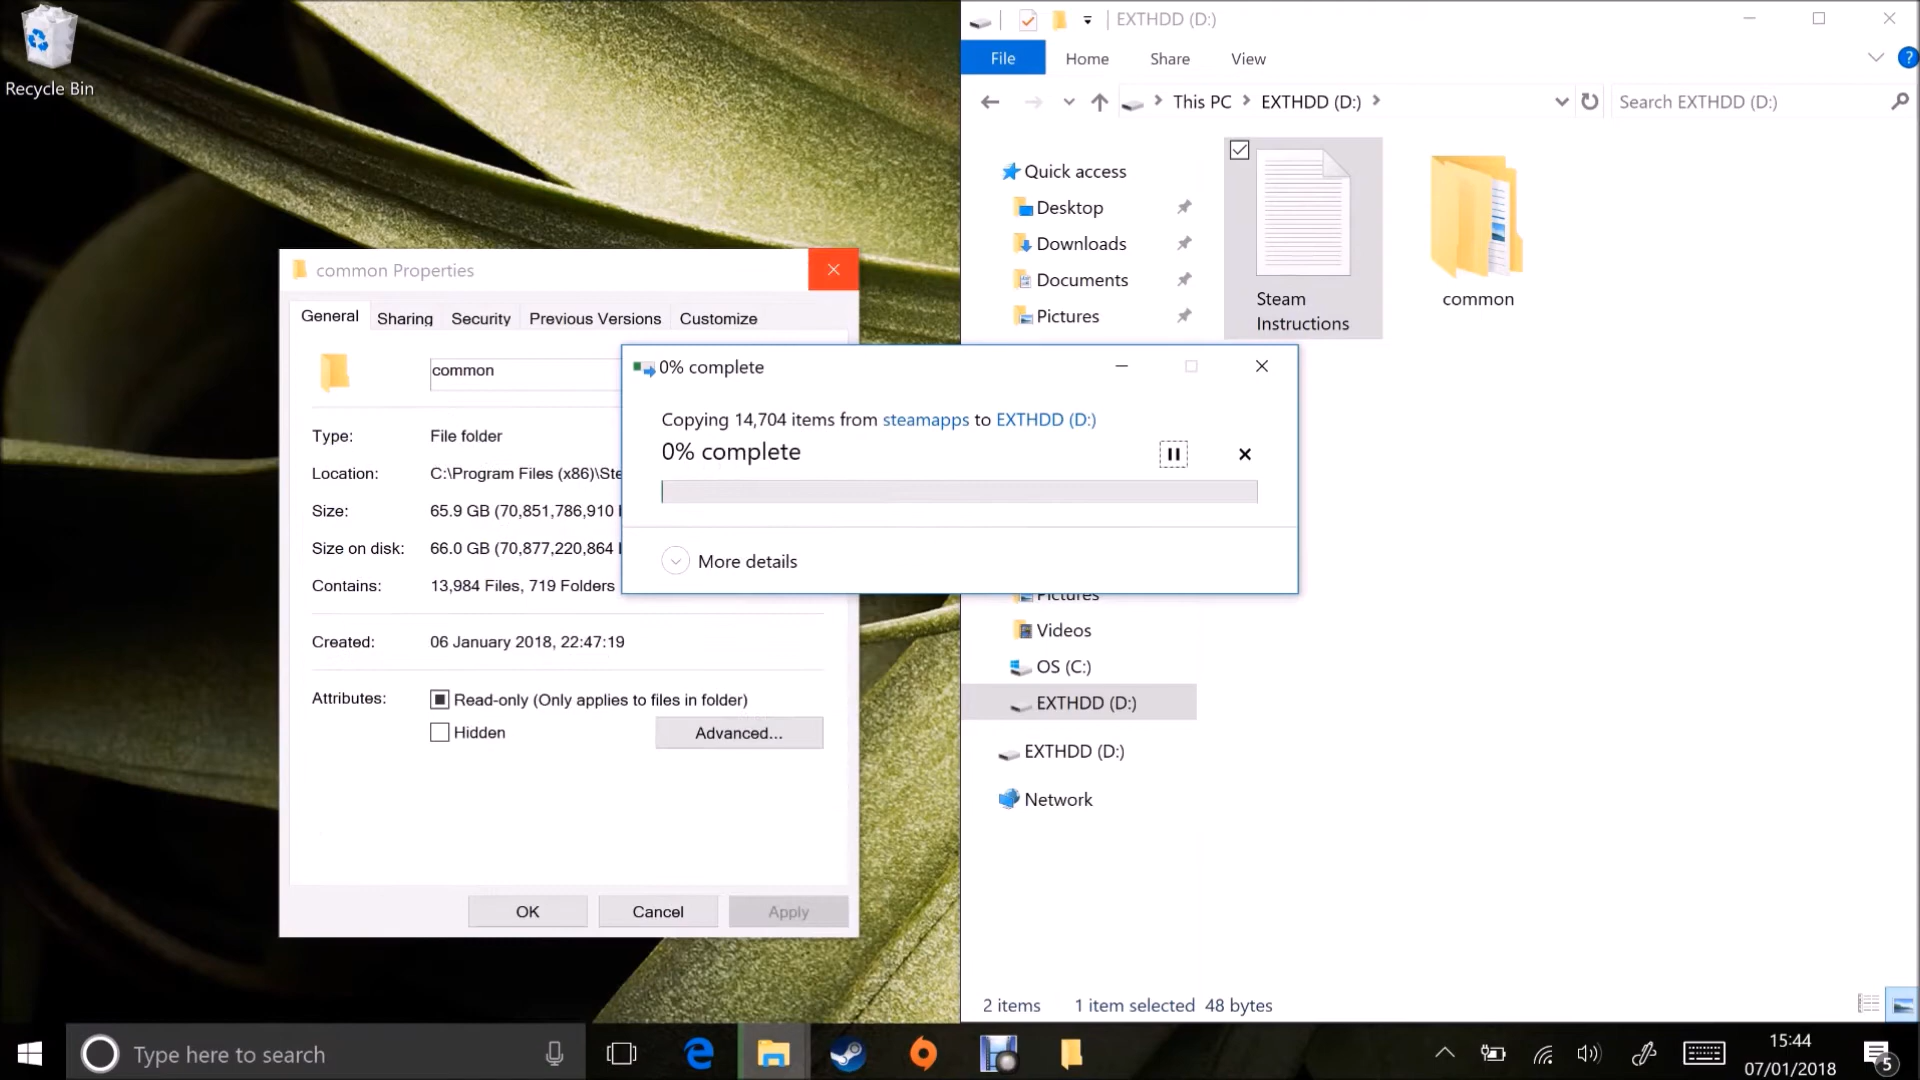 Recycle Bin
EXTHDD (D:)
File
Home
Share
View
?
This PC
EXTHDD (D:)
Search EXTHDD (D:)
Quick access
Desktop
Downloads
Documents
Pictures
Steam
Instructions
common
common Properties
General
Sharing
Security
Previous Versions
Customize
common
Type:
File folder
Location:
C:\Program Files (x86)\Ste
Size:
65.9 GB (70,851,786,910
Size on disk:
66.0 GB (70,877,220,864
Contains:
13,984 Files, 719 Folders
Created:
06 January 2018, 22:47:19
Attributes:
Read-only (Only applies to files in folder)
Hidden
Advanced...
OK
Cancel
Apply
0% complete
Copying 14,704 items from steamapps to EXTHDD (D:)
0% complete
More details
Pictures
Videos
OS (C:)
EXTHDD (D:)
EXTHDD (D:)
Network
2 items
1 item selected 48 bytes
Type here to search
15:44
07/01/2018
5